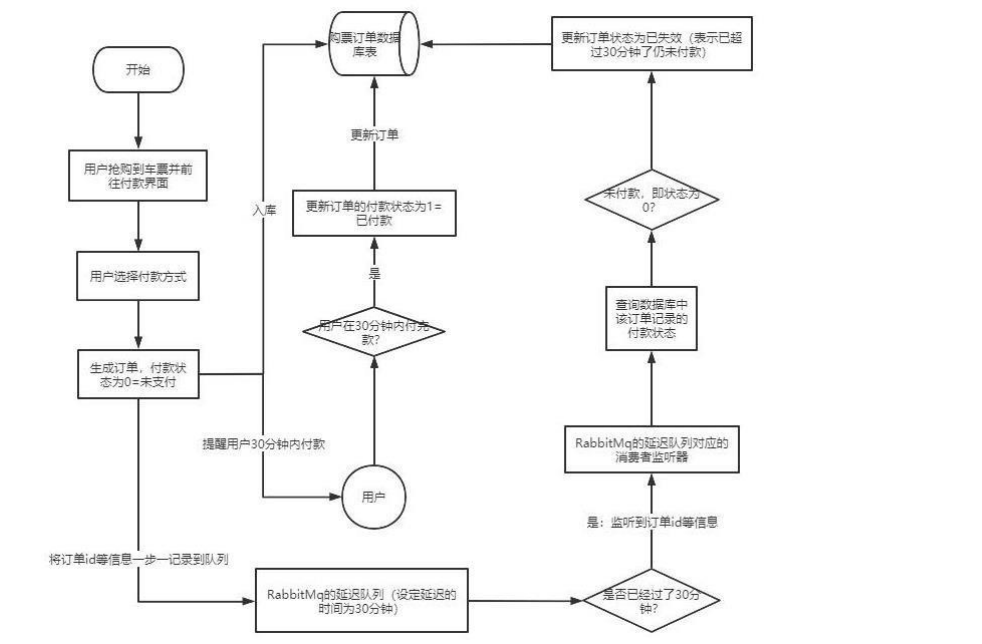 开始
用户抢购到车票并前
往付款界面
用户选择付款方式
生成订单，付款状
态为0=未支付
入库
购票订单数据
库表
更新订单
更新订单的付款状态为1=
已付款
是
用户在30分钟内付完
款？
提醒用户30分钟内付款
用户
将订单id等信息一步一记录到队列
RabbitMq的延迟队列（设定延迟的
时间为30分钟）
是否已经过了30分
钟？
是：监听到订单id等信息
RabbitMq的延迟队列对应的
消费者监听器
查询数据库中
该订单记录的
付款状态
未付款，即状态为
0？
更新订单状态为已失效（表示已超
过30分钟了仍未付款）